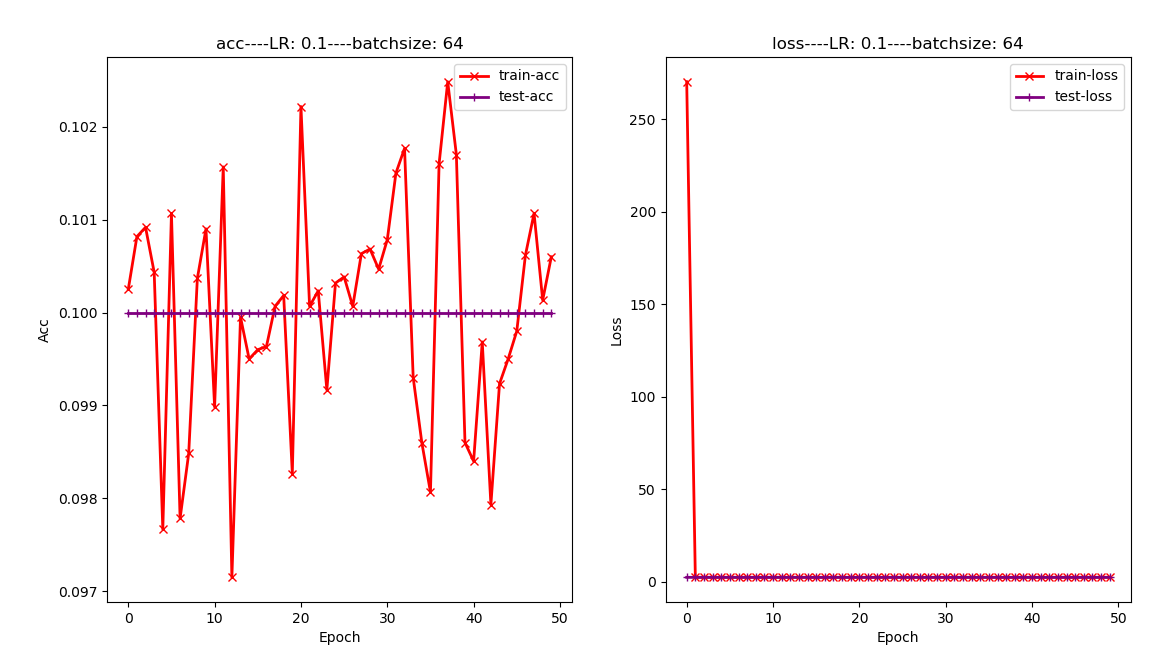 acc----LR: 0.1----batchsize: 64
train-acc
test-acc
0.102
0.101
0.100
0.099
0.098
0.097
Acc
0 10 20 30 40 50
Epoch
loss----LR: 0.1----batchsize: 64
train-loss
test-loss
250
200
150
100
50
0
Loss
0 10 20 30 40 50
Epoch